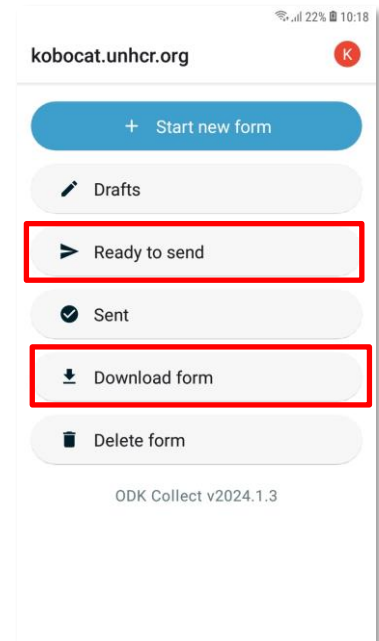 22% 10:18
kobocat.unhcr.org
K
+ Start new form
Drafts
Ready to send
Sent
Download form
Delete form
ODK Collect v2024.1.3